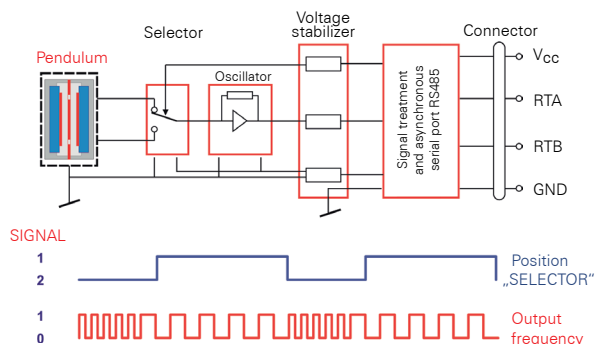 Voltage
stabilizer
Selector
Connector
Pendulum
Oscillator
Signal treatment
and asynchronous
serial port RS485
Vcc
RTA
RTB
GND
SIGNAL
1
2
Position
„SELECTOR"
1
0
Output
frequency